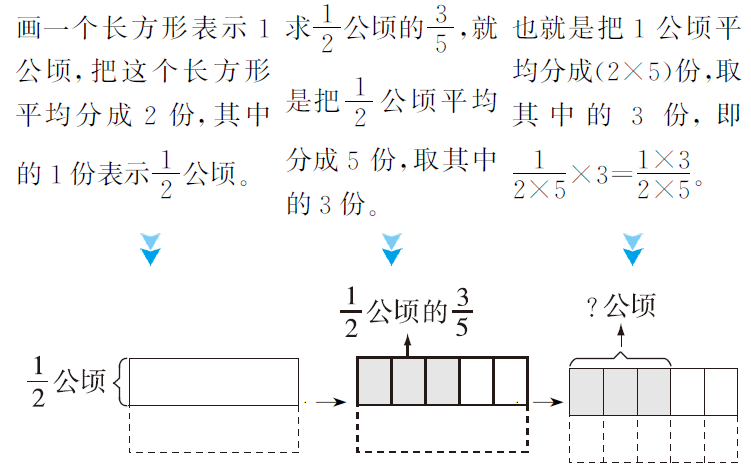 画一个长方形表示 1
公顷,把这个长方形
平均分成 2 份,其中
的 1 份表示 1/2 公顷。
求 1/2 公顷的 3/5,就
是把 1/2 公顷平均
分成 5 份,取其中
的 3 份。
也就是把 1 公顷平
均分成(2×5)份,取
其中的 3 份,即
1/(2×5)×3=(1×3)/(2×5)。
1/2 公顷
1/2 公顷的 3/5
?公顷